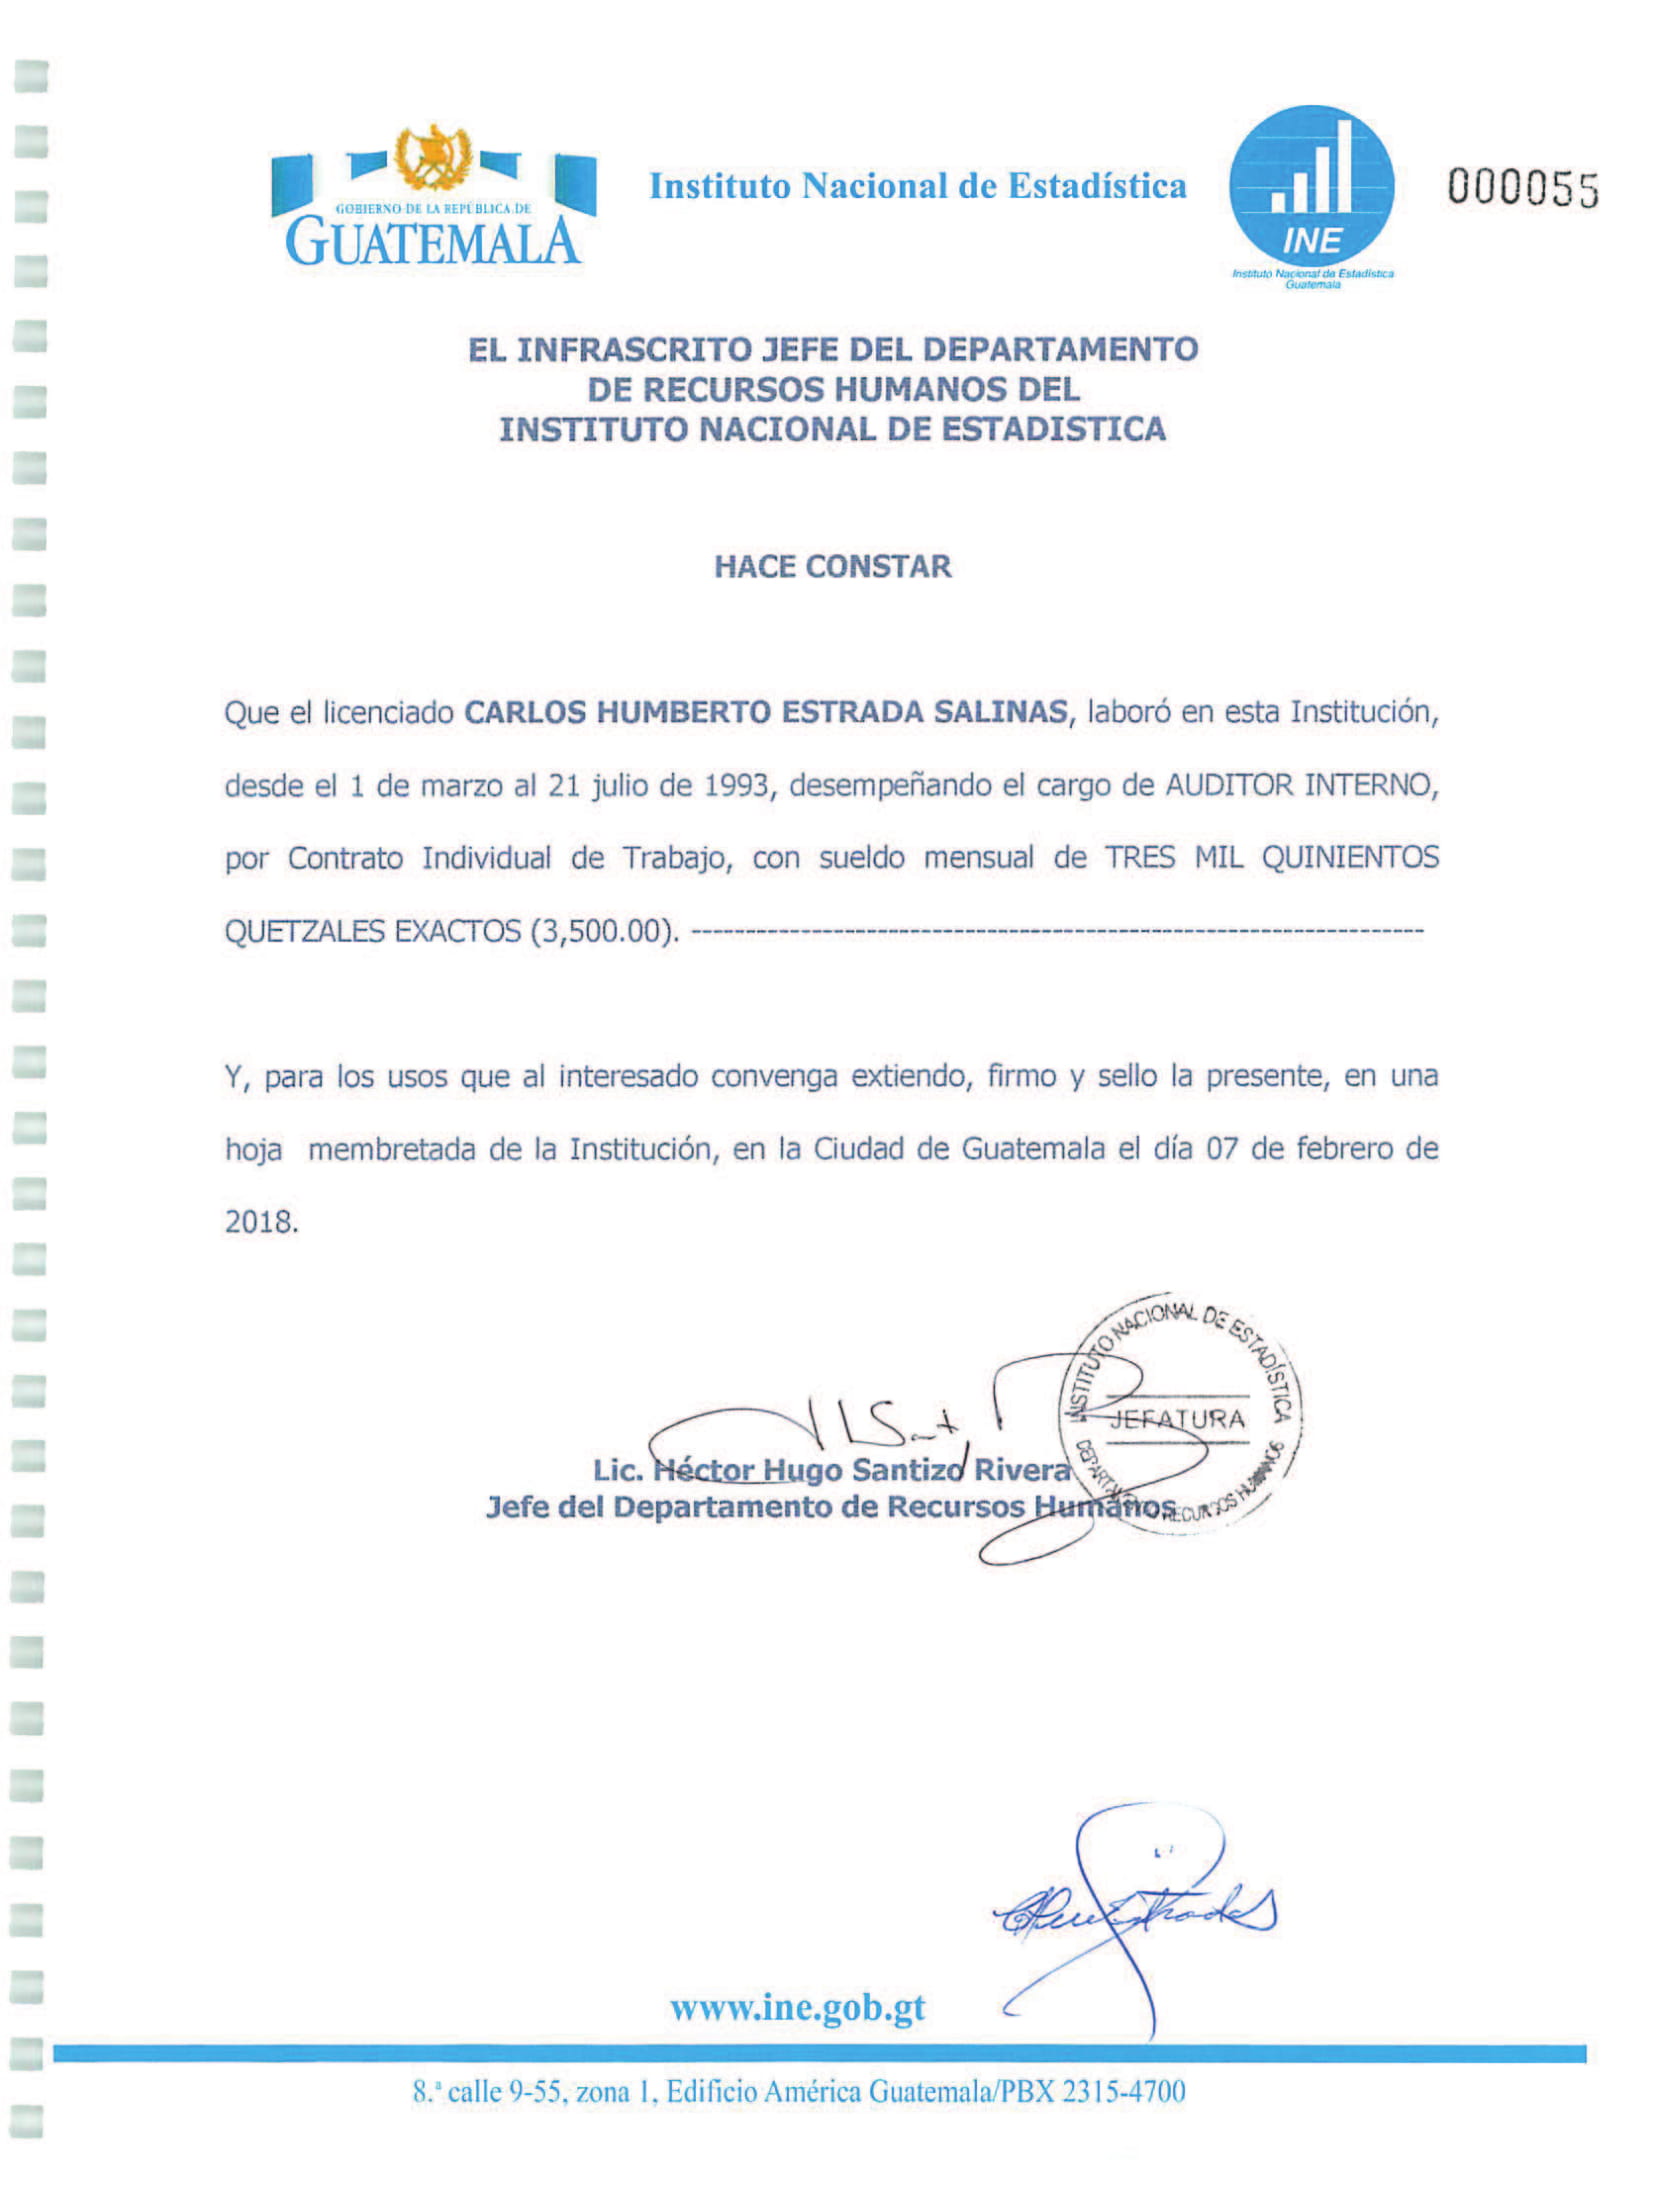 GOBIERNO DE LA REPÚBLICA DE
GUATEMALA
Instituto Nacional de Estadística
INE
Instituto Nacional de Estadística
Guatemala
000055
EL INFRASCRITO JEFE DEL DEPARTAMENTO
DE RECURSOS HUMANOS DEL
INSTITUTO NACIONAL DE ESTADISTICA
HACE CONSTAR
Que el licenciado CARLOS HUMBERTO ESTRADA SALINAS, laboró en esta Institución,
desde el 1 de marzo al 21 julio de 1993, desempeñando el cargo de AUDITOR INTERNO,
por Contrato Individual de Trabajo, con sueldo mensual de TRES MIL QUINIENTOS
QUETZALES EXACTOS (3,500.00). --------------------------------------------------------------------
Y, para los usos que al interesado convenga extiendo, firmo y sello la presente, en una
hoja membretada de la Institución, en la Ciudad de Guatemala el día 07 de febrero de
2018.
INSTITUTO NACIONAL DE ESTADÍSTICA
JEFATURA
RECURSOS HUMANOS
Lic. Héctor Hugo Santizo Rivera
Jefe del Departamento de Recursos Humanos
www.ine.gob.gt
8.ª calle 9-55, zona 1, Edificio América Guatemala/PBX 2315-4700